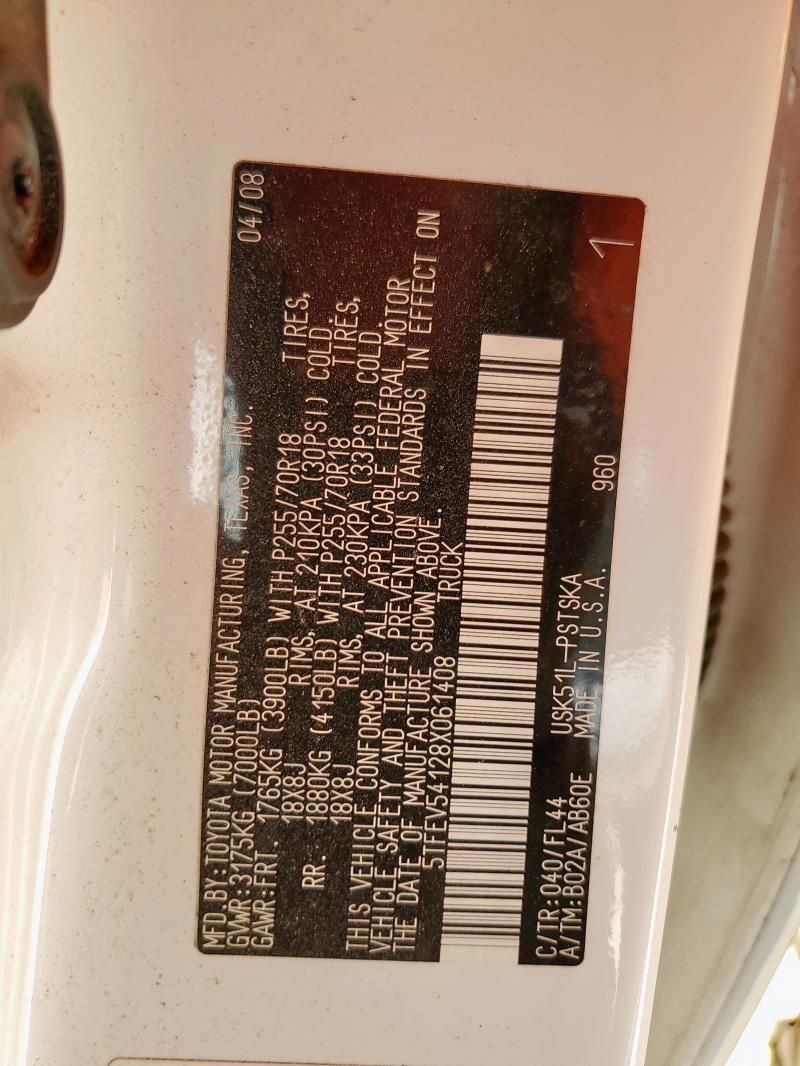 MFD.BY:TOYOTA MOTOR MANUFACTURING, TEXAS, INC. 04/08
GVWR:3175KG (7000LB)
GAWR:FRT. 1765KG (3900LB) WITH P255/70R18 TIRES,
18X8J RIMS, AT 210KPA (30PSI) COLD.
RR. 1880KG (4150LB) WITH P255/70R18 TIRES,
18X8J RIMS, AT 230KPA (33PSI) COLD.
THIS VEHICLE CONFORMS TO ALL APPLICABLE FEDERAL MOTOR
VEHICLE SAFETY AND THEFT PREVENTION STANDARDS IN EFFECT ON
THE DATE OF MANUFACTURE SHOWN ABOVE.
5TFEV54128X061408 TRUCK
C/TR:040/FL44 USK51L-PSTSKA 960 1
A/TM:B02A/AB60E MADE IN U.S.A.